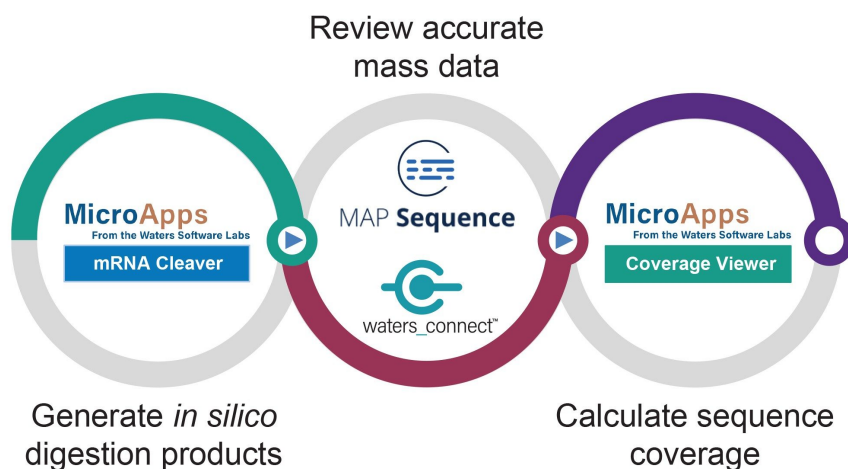 Review accurate
mass data
MicroApps
From the Waters Software Labs
mRNA Cleaver
MAP Sequence
waters_connect™
MicroApps
From the Waters Software Labs
Coverage Viewer
Generate in silico
digestion products
Calculate sequence
coverage